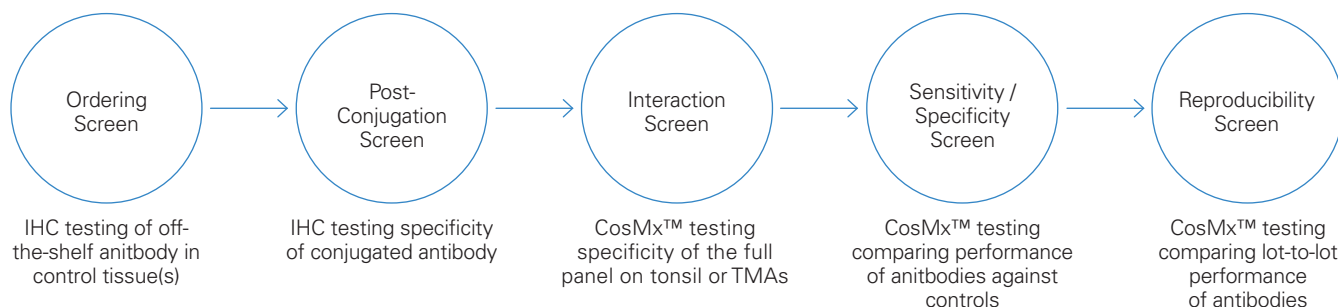 Ordering
Screen
Post-
Conjugation
Screen
Interaction
Screen
Sensitivity /
Specificity
Screen
Reproducibility
Screen
IHC testing of off-
the-shelf anitbody in
control tissue(s)
IHC testing specificity
of conjugated antibody
CosMx™ testing
specificity of the full
panel on tonsil or TMAs
CosMx™ testing
comparing performance
of anitbodies against
controls
CosMx™ testing
comparing lot-to-lot
performance
of antibodies